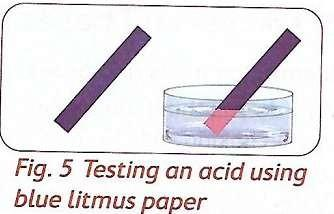 Fig. 5 Testing an acid using
blue litmus paper